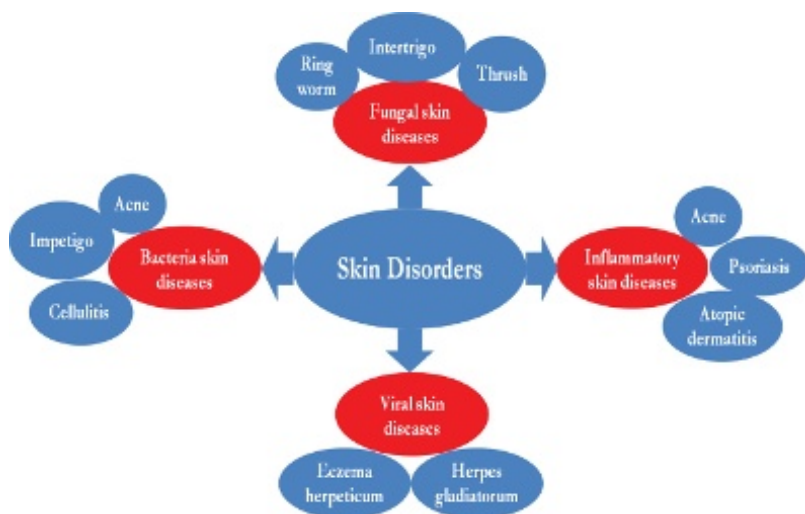 Intertrigo
Ring
worm
Thrush
Fungal skin
diseases
Acne
Impetigo
Bacteria skin
diseases
Cellulitis
Skin Disorders
Acne
Inflammatory
skin diseases
Psoriasis
Atopic
dermatitis
Viral skin
diseases
Eczema
herpeticum
Herpes
gladiatorum